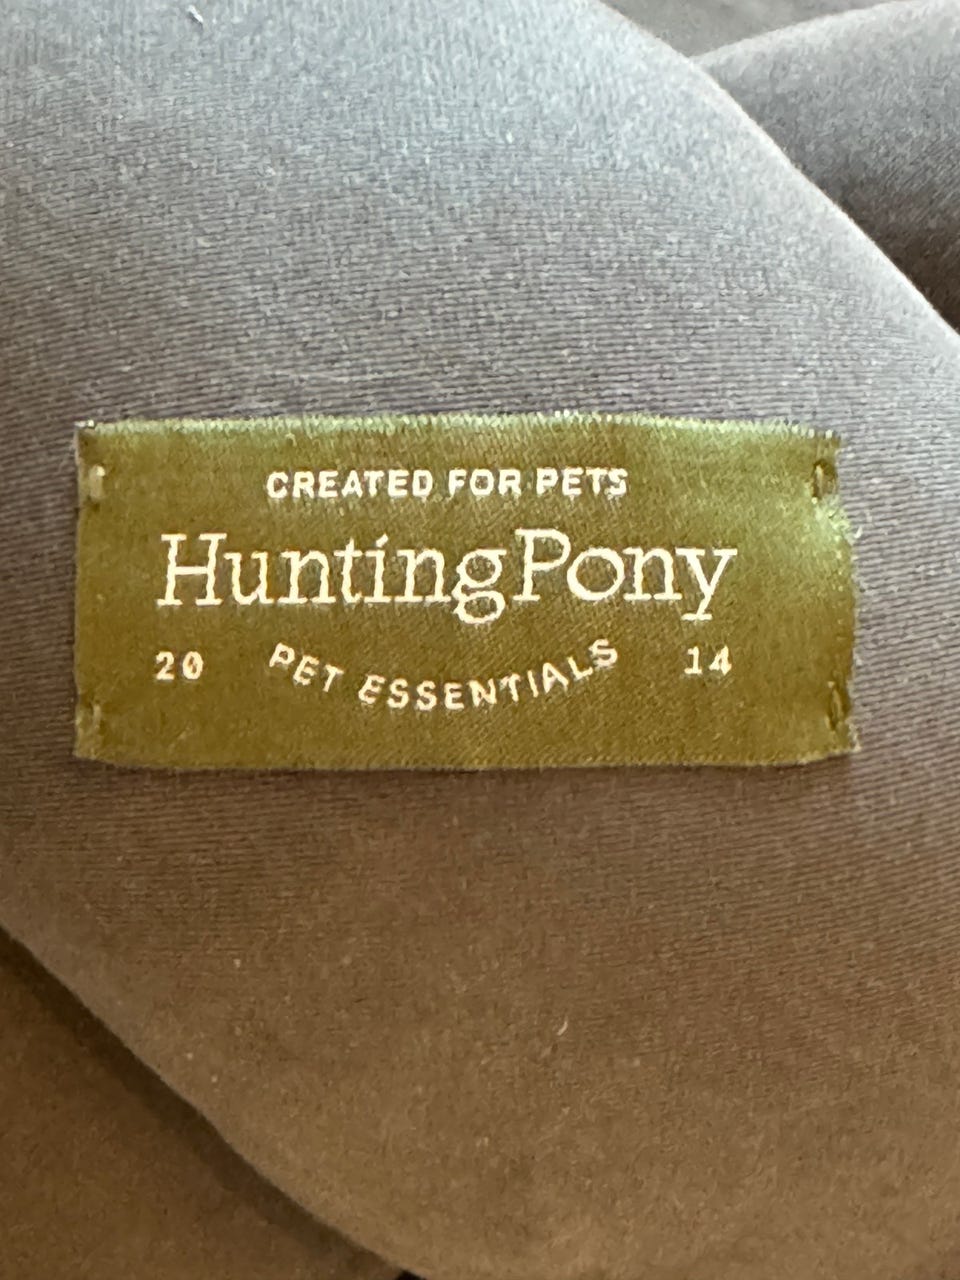 CREATED FOR PETS
HuntingPony
20 PET ESSENTIALS 14